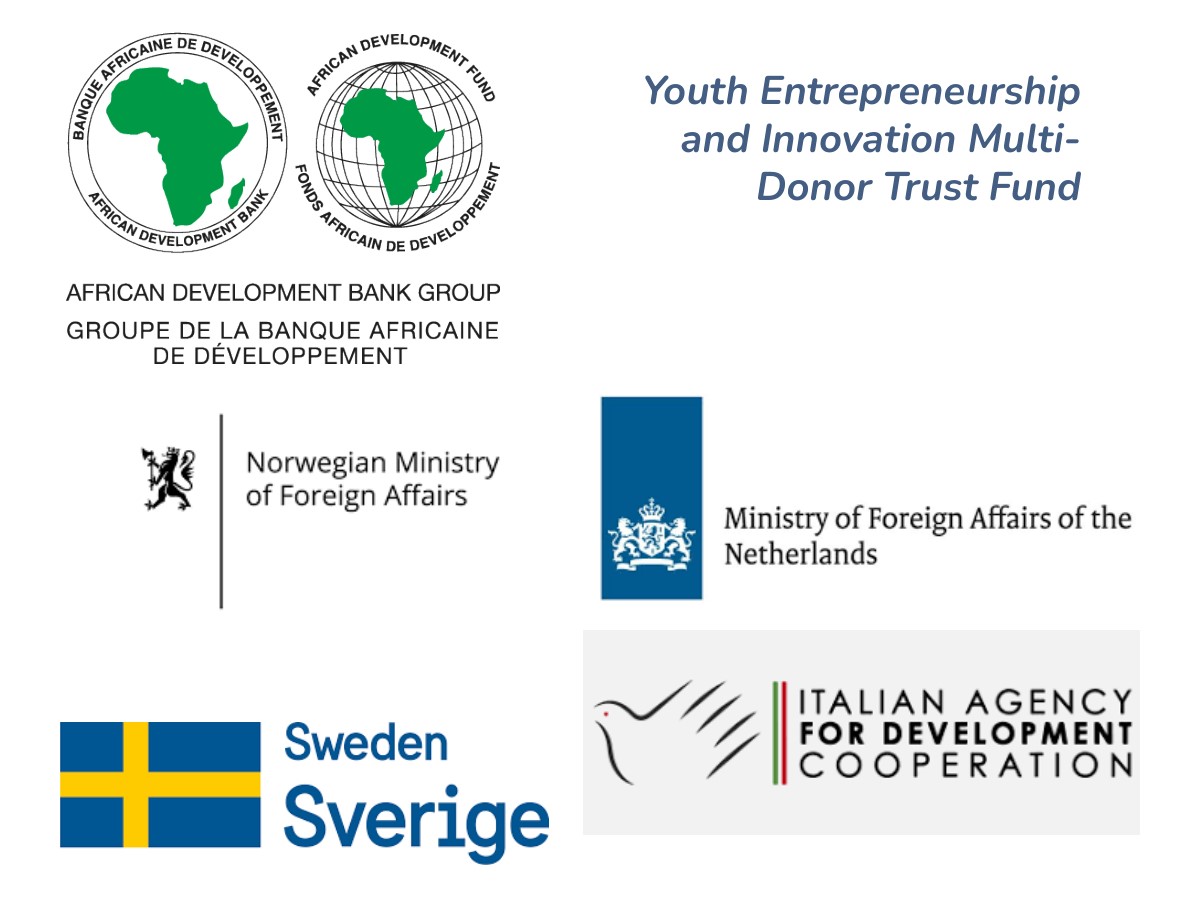 BANQUE AFRICAINE DE DEVELOPPEMENT
AFRICAN DEVELOPMENT BANK
AFRICAN DEVELOPMENT FUND
FONDS AFRICAIN DE DEVELOPPEMENT
AFRICAN DEVELOPMENT BANK GROUP
GROUPE DE LA BANQUE AFRICAINE
DE DÉVELOPPEMENT
Youth Entrepreneurship
and Innovation Multi-
Donor Trust Fund
Norwegian Ministry
of Foreign Affairs
Ministry of Foreign Affairs of the
Netherlands
Sweden
Sverige
ITALIAN AGENCY
FOR DEVELOPMENT
COOPERATION